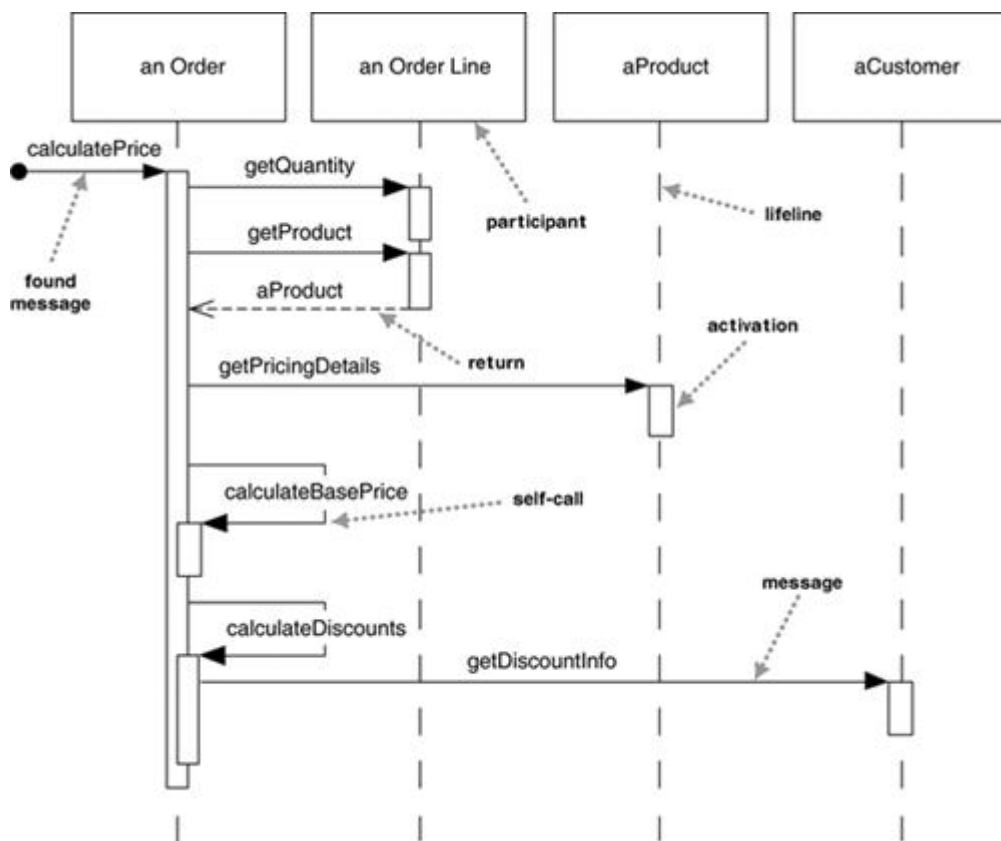 an Order
an Order Line
aProduct
aCustomer
calculatePrice
getQuantity
participant
lifeline
getProduct
found
message
aProduct
activation
return
getPricingDetails
calculateBasePrice
self-call
message
calculateDiscounts
getDiscountInfo